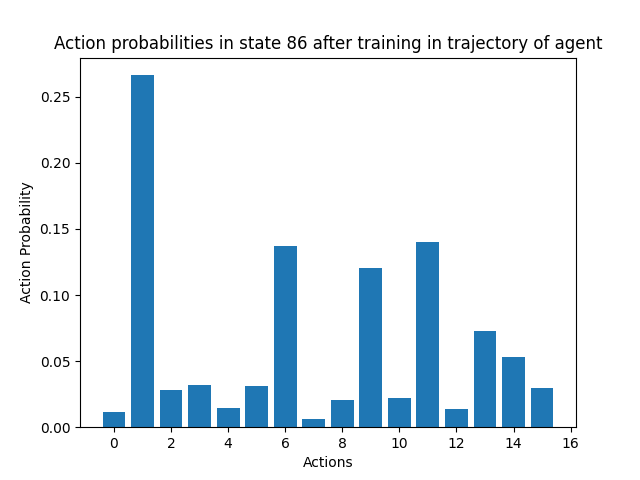 Action probabilities in state 86 after training in trajectory of agent
0.25
0.20
0.15
0.10
0.05
0.00
Action Probability
0 2 4 6 8 10 12 14 16
Actions